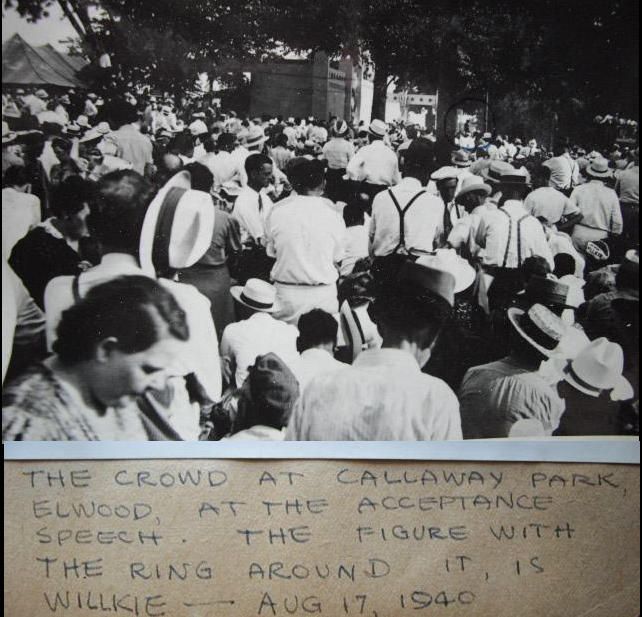 THE CROWD AT CALLAWAY PARK,
ELWOOD, AT THE ACCEPTANCE
SPEECH. THE FIGURE WITH
THE RING AROUND IT, IS
WILLKIE — AUG 17, 1940